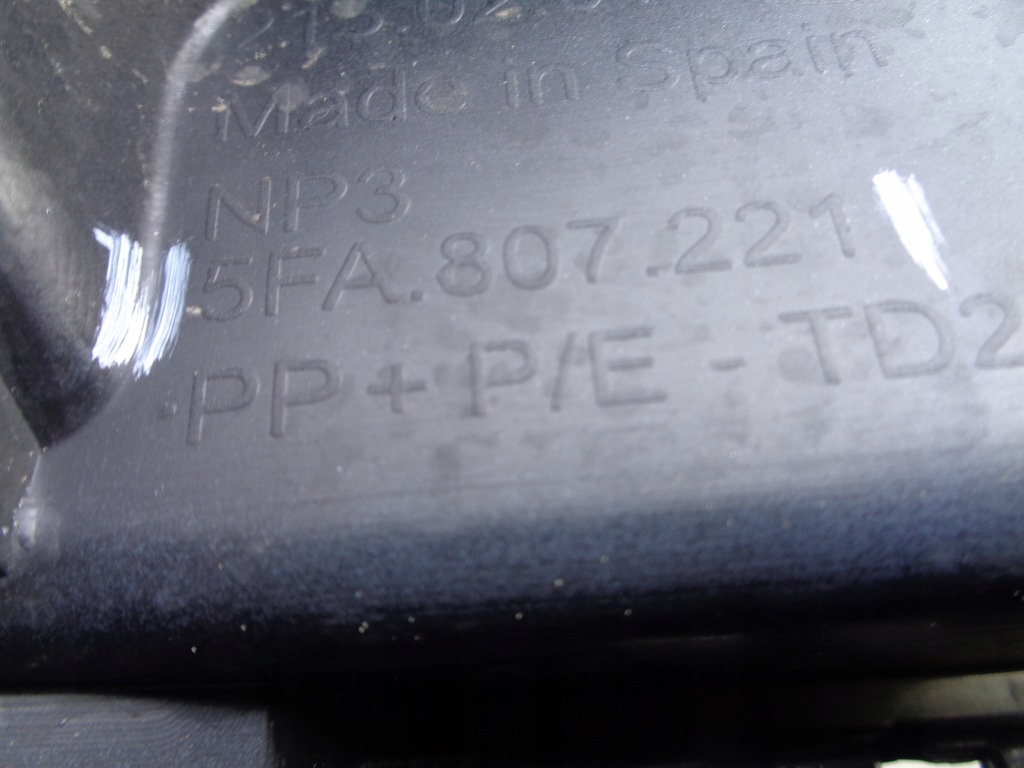 Made in Spain
NP3
5FA.807.221
PP + P/E - TD2